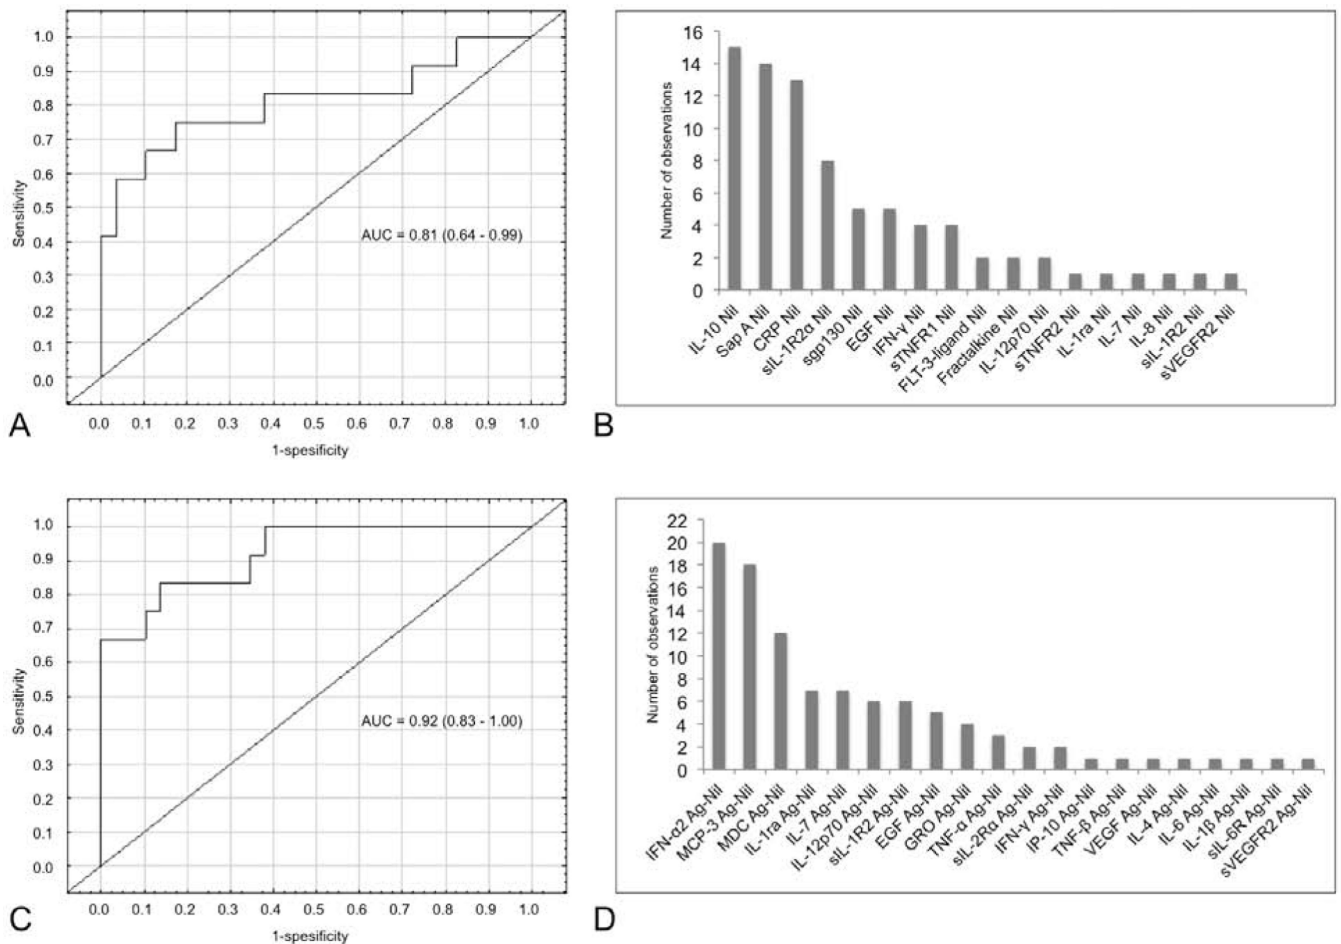 1.0
0.9
0.8
0.7
0.6
0.5
0.4
0.3
0.2
0.1
0.0
Sensitivity
AUC = 0.81 (0.64 - 0.99)
0.0 0.1 0.2 0.3 0.4 0.5 0.6 0.7 0.8 0.9 1.0
1-spesificity
A
16
14
12
10
8
6
4
2
0
Number of observations
IL-10 Nil
Sap A Nil
CRP Nil
sIL-1R2α Nil
sgp130 Nil
EGF Nil
IFN-γ Nil
sTNFR1 Nil
FLT-3-ligand Nil
Fractalkine Nil
IL-12p70 Nil
sTNFR2 Nil
IL-1ra Nil
IL-7 Nil
IL-8 Nil
sIL-1R2 Nil
sVEGFR2 Nil
B
1.0
0.9
0.8
0.7
0.6
0.5
0.4
0.3
0.2
0.1
0.0
Sensitivity
AUC = 0.92 (0.83 - 1.00)
0.0 0.1 0.2 0.3 0.4 0.5 0.6 0.7 0.8 0.9 1.0
1-spesificity
C
22
20
18
16
14
12
10
8
6
4
2
0
Number of observations
IFN-α2 Ag-Nil
MCP-3 Ag-Nil
MDC Ag-Nil
IL-1ra Ag-Nil
IL-7 Ag-Nil
IL-12p70 Ag-Nil
sIL-1R2 Ag-Nil
EGF Ag-Nil
GRO Ag-Nil
TNF-α Ag-Nil
sIL-2Rα Ag-Nil
IFN-γ Ag-Nil
IP-10 Ag-Nil
TNF-β Ag-Nil
VEGF Ag-Nil
IL-4 Ag-Nil
IL-6 Ag-Nil
IL-1β Ag-Nil
sIL-6R Ag-Nil
sVEGFR2 Ag-Nil
D